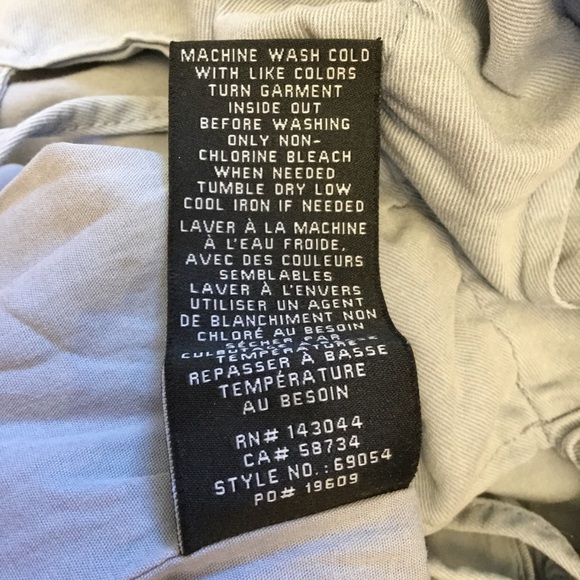 MACHINE WASH COLD
WITH LIKE COLORS
TURN GARMENT
INSIDE OUT
BEFORE WASHING
ONLY NON-
CHLORINE BLEACH
WHEN NEEDED
TUMBLE DRY LOW
COOL IRON IF NEEDED
LAVER À LA MACHINE
À L'EAU FROIDE,
AVEC DES COULEURS
SEMBLABLES
LAVER À L'ENVERS
UTILISER UN AGENT
DE BLANCHIMENT NON
CHLORÉ AU BESOIN
SÉCHER PAR
CULBUTAGE
TEMPÉRATURE
REPASSER À BASSE
TEMPÉRATURE
AU BESOIN
RN# 143044
CA# 58734
STYLE NO.:69054
PO# 19609